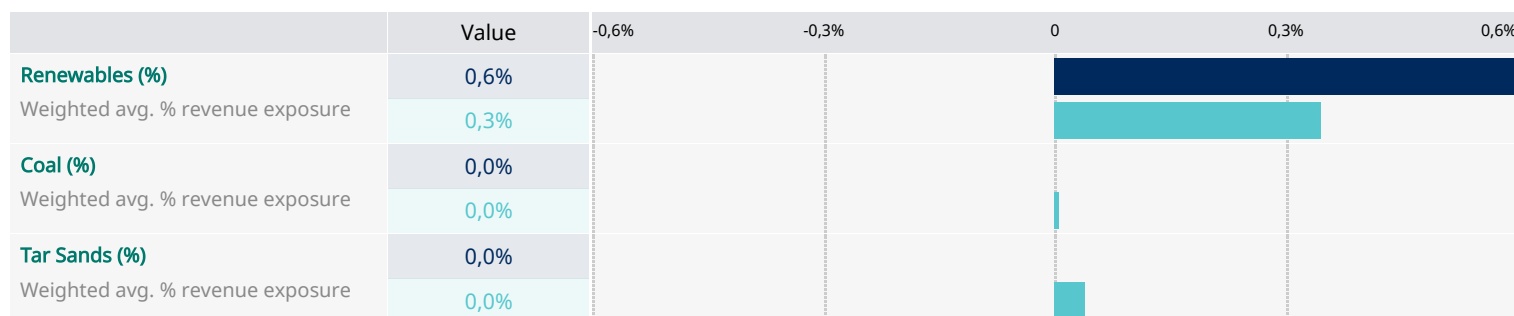 Value -0,6% -0,3% 0 0,3% 0,6%
Renewables (%) 0,6%
Weighted avg. % revenue exposure 0,3%
Coal (%) 0,0%
Weighted avg. % revenue exposure 0,0%
Tar Sands (%) 0,0%
Weighted avg. % revenue exposure 0,0%